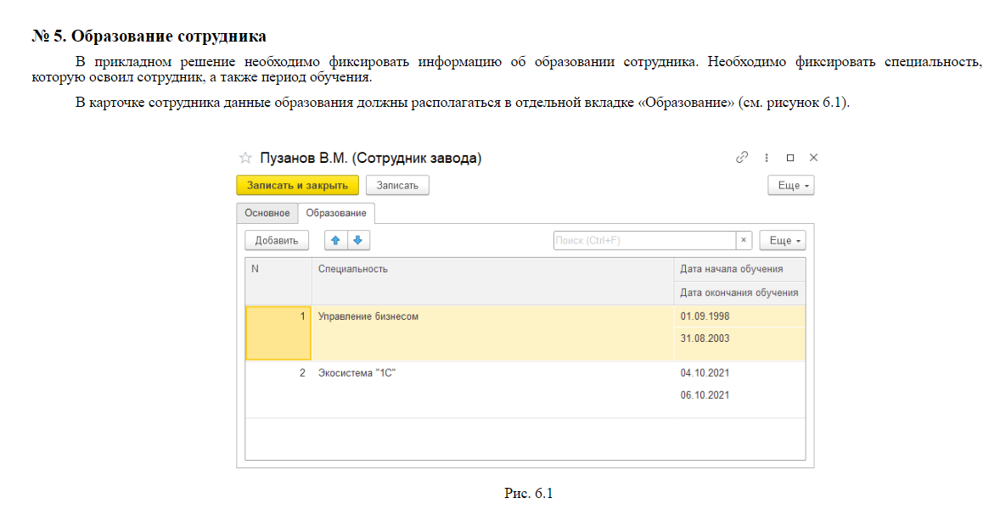 № 5. Образование сотрудника
В прикладном решение необходимо фиксировать информацию об образовании сотрудника. Необходимо фиксировать специальность,
которую освоил сотрудник, а также период обучения.
В карточке сотрудника данные образования должны располагаться в отдельной вкладке «Образование» (см. рисунок 6.1).
Пузанов В.М. (Сотрудник завода)
Записать и закрыть Записать Еще
Основное Образование
Добавить Поиск (Ctrl+F) × Еще
N Специальность Дата начала обучения
Дата окончания обучения
1 Управление бизнесом 01.09.1998
31.08.2003
2 Экосистема "1С" 04.10.2021
06.10.2021
Рис. 6.1